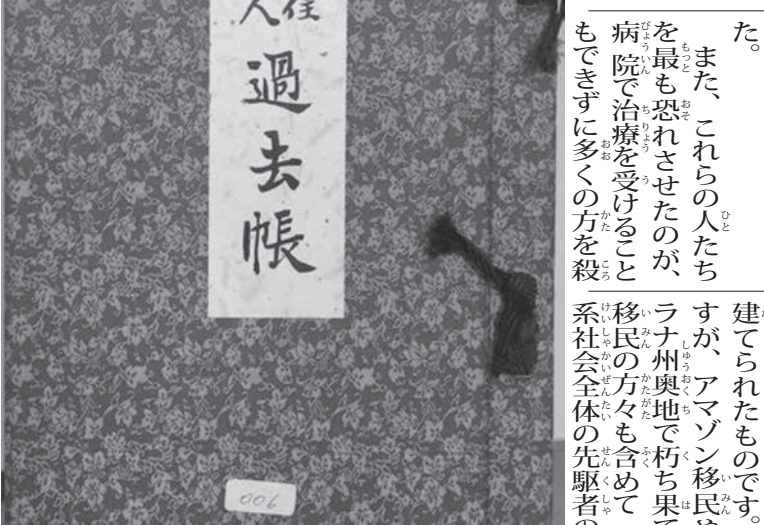 た。
また、これらの人たち
を最も恐れさせたのが、
病院で治療を受けること
もできずに多くの方を殺
建てられたものです。
すが、アマゾン移民や
ラナ州奥地で朽ち果て
移民の方々も含めて
系社会全体の先駆者の
人住
過去帳
006